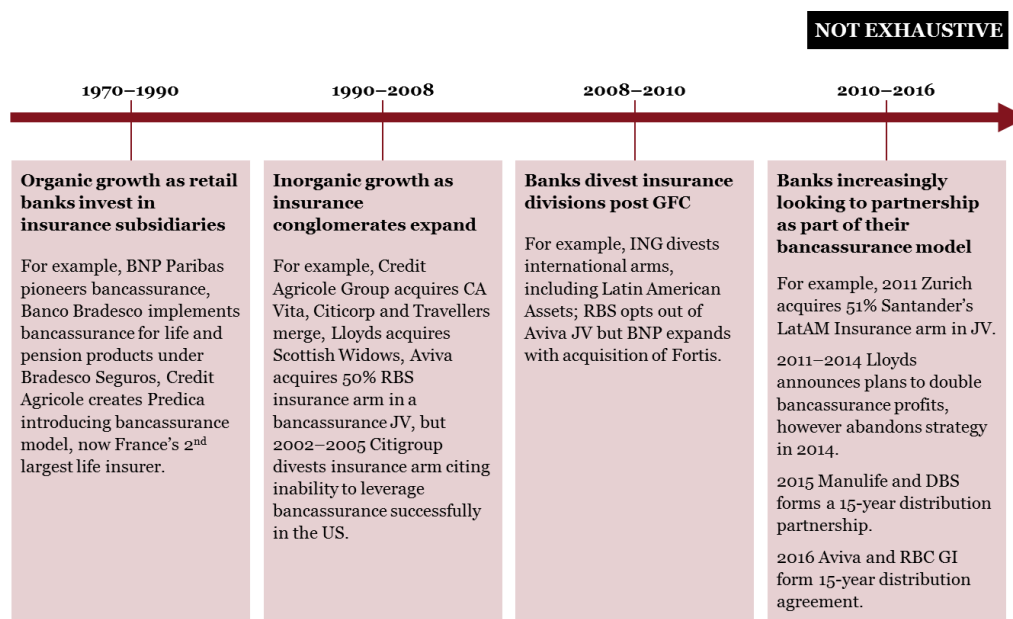 NOT EXHAUSTIVE
1970–1990
1990–2008
2008–2010
2010–2016
Organic growth as retail
banks invest in
insurance subsidiaries
For example, BNP Paribas
pioneers bancassurance,
Banco Bradesco implements
bancassurance for life and
pension products under
Bradesco Seguros, Credit
Agricole creates Predica
introducing bancassurance
model, now France's 2nd
largest life insurer.
Inorganic growth as
insurance
conglomerates expand
For example, Credit
Agricole Group acquires CA
Vita, Citicorp and Travellers
merge, Lloyds acquires
Scottish Widows, Aviva
acquires 50% RBS
insurance arm in a
bancassurance JV, but
2002–2005 Citigroup
divests insurance arm citing
inability to leverage
bancassurance successfully
in the US.
Banks divest insurance
divisions post GFC
For example, ING divests
international arms,
including Latin American
Assets; RBS opts out of
Aviva JV but BNP expands
with acquisition of Fortis.
Banks increasingly
looking to partnership
as part of their
bancassurance model
For example, 2011 Zurich
acquires 51% Santander's
LatAM Insurance arm in JV.
2011–2014 Lloyds
announces plans to double
bancassurance profits,
however abandons strategy
in 2014.
2015 Manulife and DBS
forms a 15-year distribution
partnership.
2016 Aviva and RBC GI
form 15-year distribution
agreement.